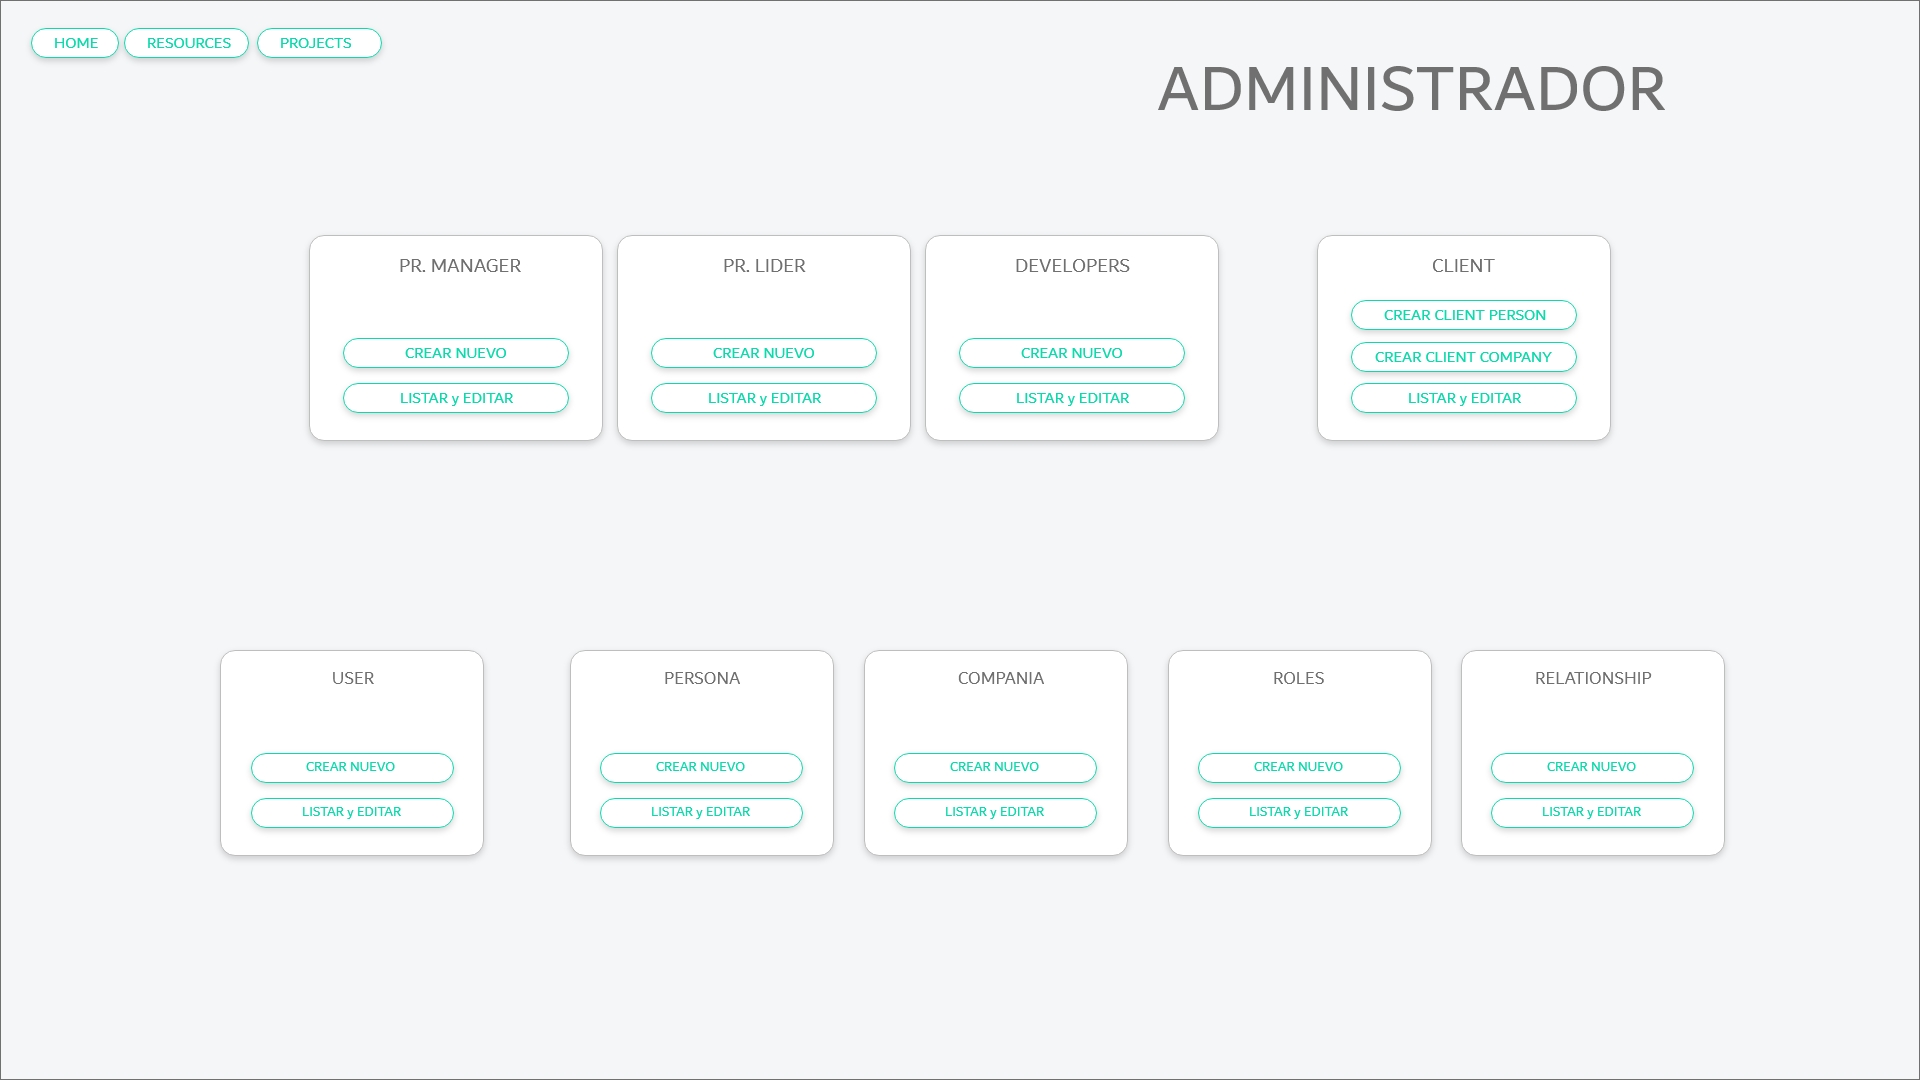 HOME
RESOURCES
PROJECTS
ADMINISTRADOR
PR. MANAGER
CREAR NUEVO
LISTAR y EDITAR
PR. LIDER
CREAR NUEVO
LISTAR y EDITAR
DEVELOPERS
CREAR NUEVO
LISTAR y EDITAR
CLIENT
CREAR CLIENT PERSON
CREAR CLIENT COMPANY
LISTAR y EDITAR
USER
CREAR NUEVO
LISTAR y EDITAR
PERSONA
CREAR NUEVO
LISTAR y EDITAR
COMPANIA
CREAR NUEVO
LISTAR y EDITAR
ROLES
CREAR NUEVO
LISTAR y EDITAR
RELATIONSHIP
CREAR NUEVO
LISTAR y EDITAR